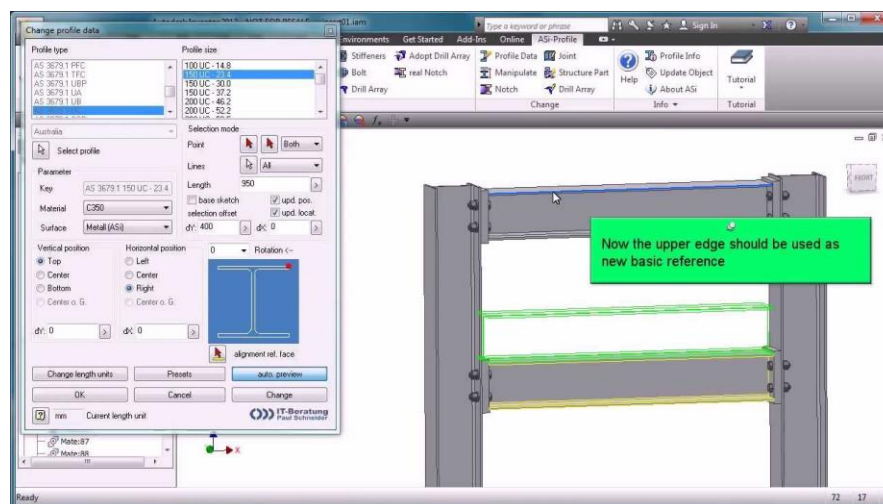 Autodesk Inventor 2012 - NOT FOR RESALE
Type a keyword or phrase
Sign In
Change profile data
Environments
Get Started
Add-Ins
Online
ASi-Profile
Profile type
Profile size
AS 3679.1 PFC
AS 3679.1 TFC
AS 3679.1 UBP
AS 3679.1 UA
AS 3679.1 UB
100 UC - 14.8
150 UC - 23.4
150 UC - 30.0
150 UC - 37.2
200 UC - 46.2
200 UC - 52.2
Stiffeners
Adopt Drill Array
Profile Data
Joint
Bolt
real Notch
Manipulate
Structure Part
Drill Array
Notch
Drill Array
Help
Profile Info
Update Object
About ASi
Tutorial
Change
Info
Tutorial
Australia
Select profile
Selection mode
Point
Both
Lines
All
Length
950
Parameter
Key
AS 3679.1 150 UC - 23.4
base sketch
upd. pos.
Material
C350
selection offset
upd. locat.
Surface
Metall (ASi)
dY: 400
dX: 0
Vertical position
Horizontal position
0
Rotation <-
Top
Left
Center
Center
Bottom
Right
Center o. G.
Center o. G.
dY: 0
dX: 0
alignment ref. face
Change length units
Presets
auto. preview
OK
Cancel
Change
mm
Current length unit
IT-Beratung
Paul Schneider
Now the upper edge should be used as
new basic reference
FRONT
Mate:87
Mate:88
X
Ready
72
17